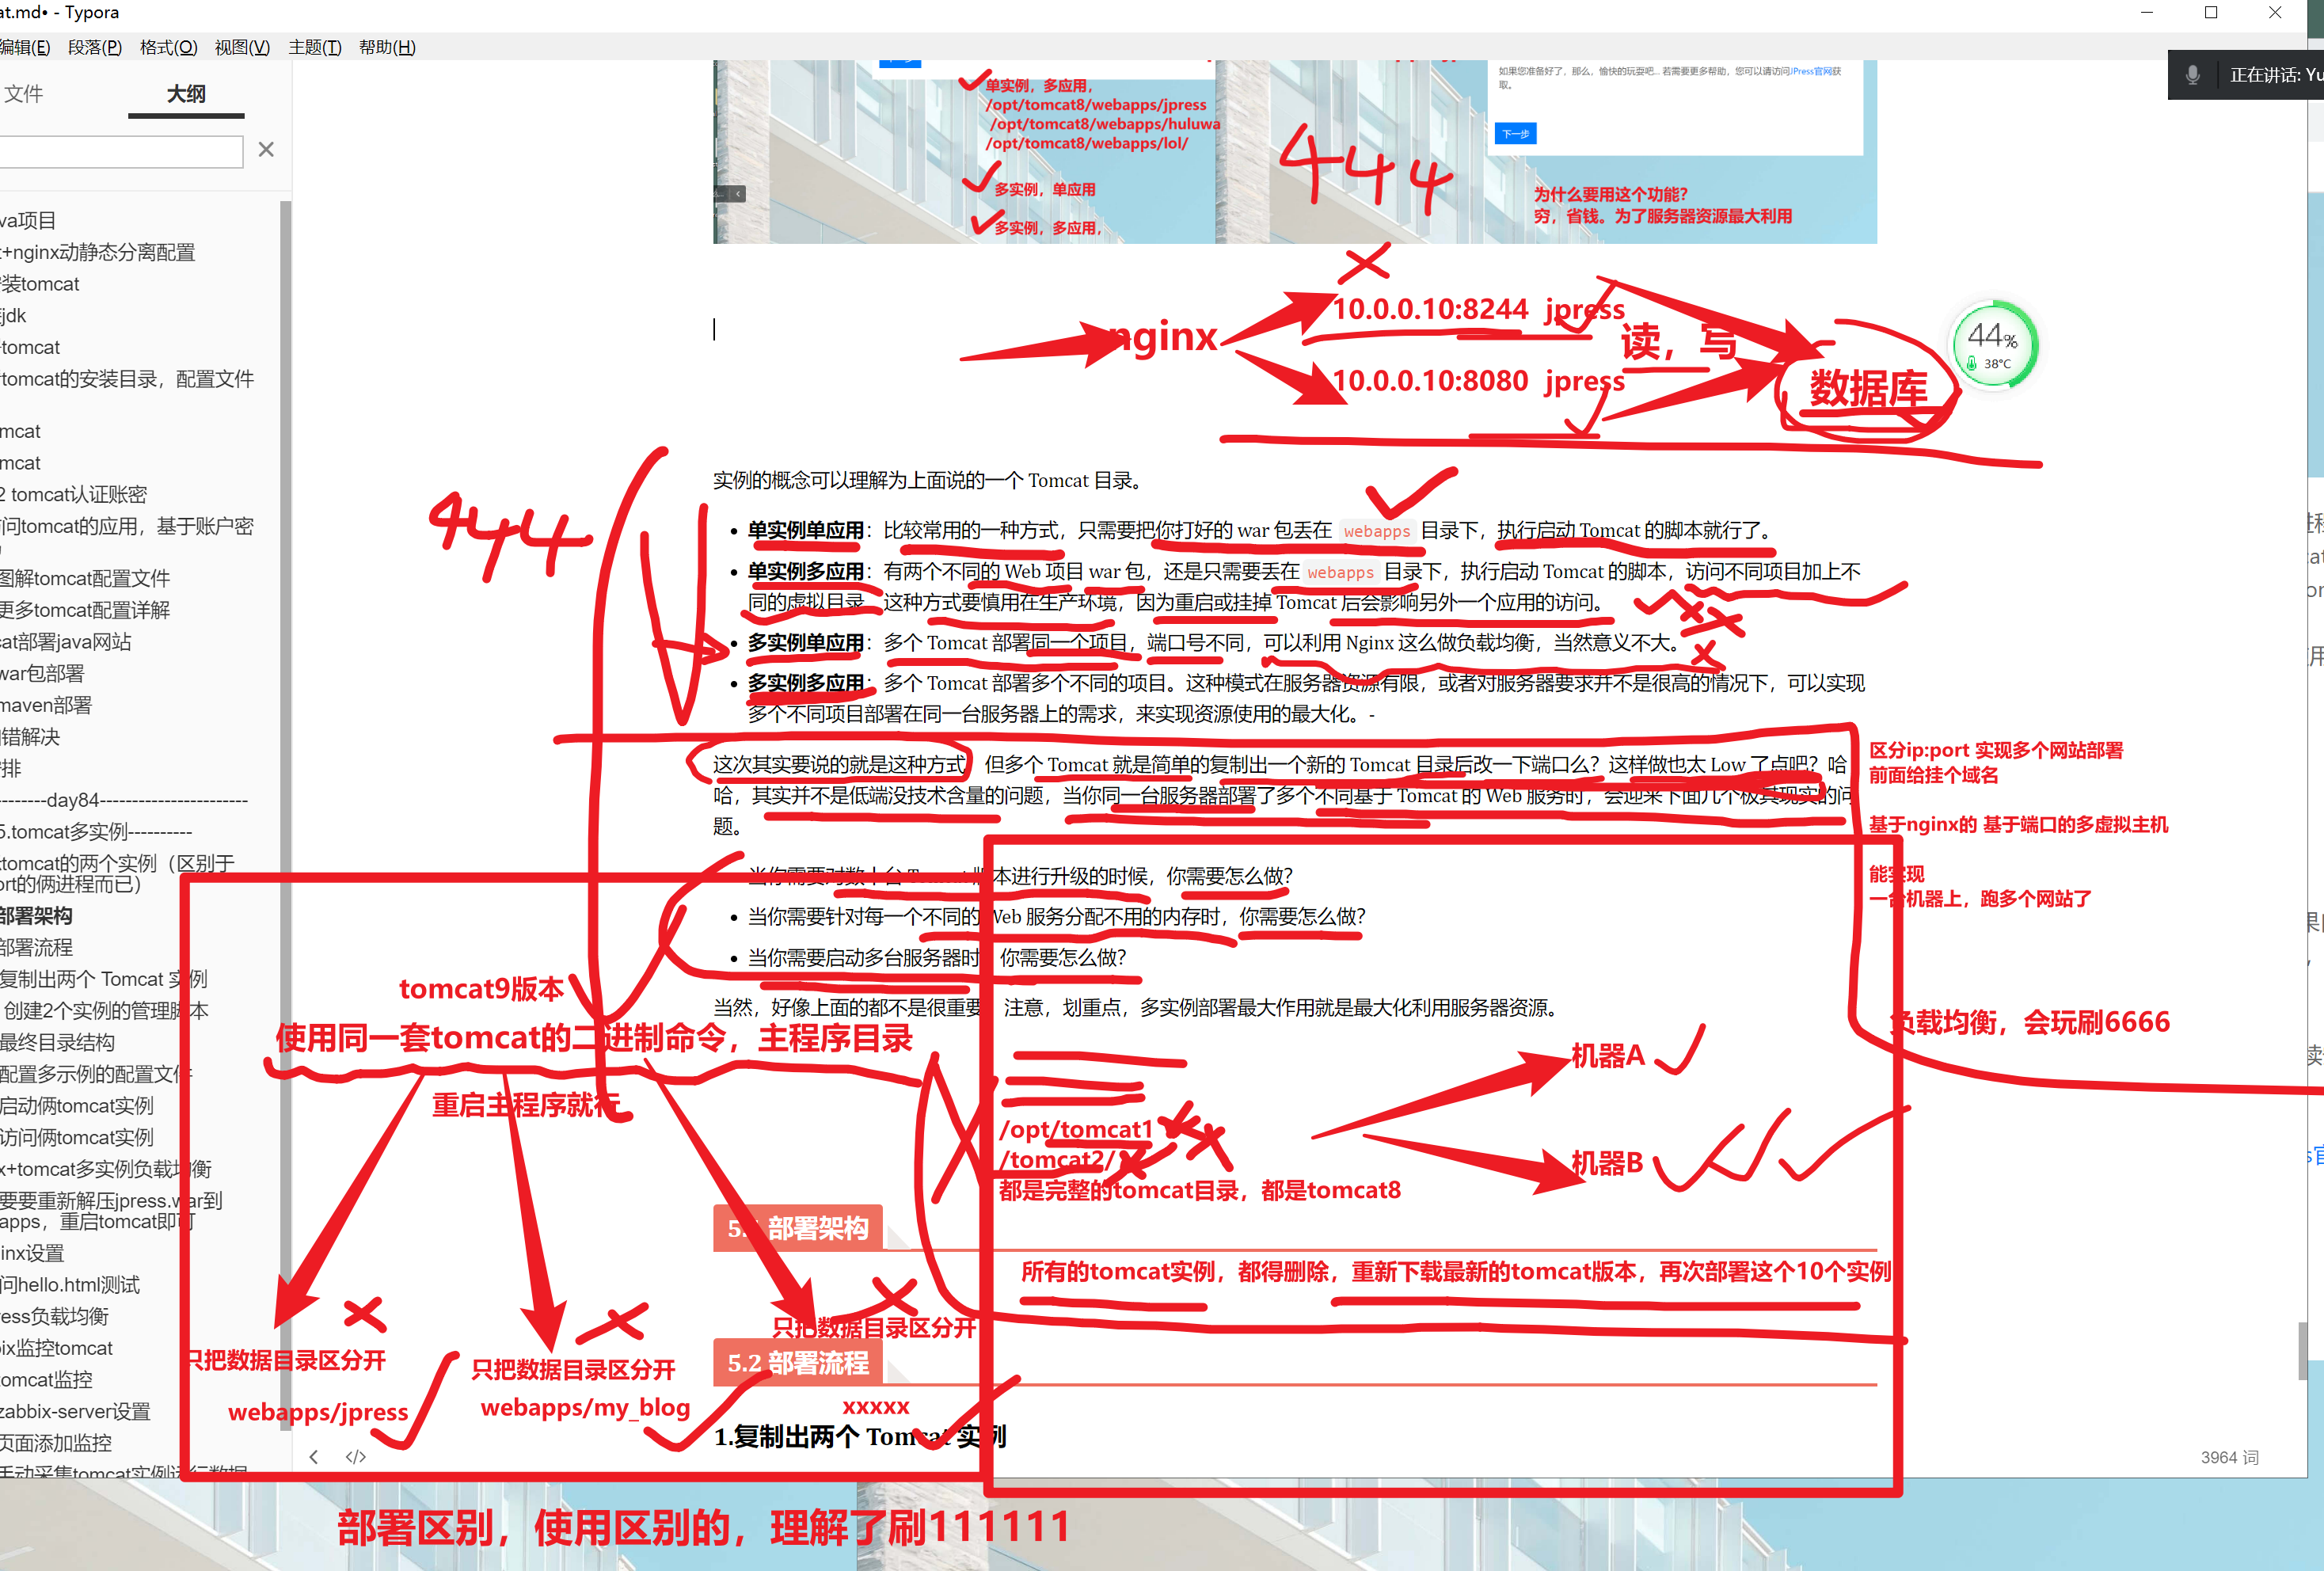 at.md• - Typora
编辑(E) 段落(P) 格式(O) 视图(V) 主题(T) 帮助(H)
正在讲话: Yu
文件
大纲
va项目
+nginx动静态分离配置
装tomcat
jdk
tomcat
tomcat的安装目录，配置文件
mcat
mcat
2 tomcat认证账密
问tomcat的应用，基于账户密
图解tomcat配置文件
更多tomcat配置详解
cat部署java网站
war包部署
maven部署
错解决
排
--------day84-----------------------
5.tomcat多实例----------
tomcat的两个实例（区别于
ort的俩进程而已）
部署架构
部署流程
复制出两个 Tomcat 实例
创建2个实例的管理脚本
最终目录结构
配置多示例的配置文件
启动俩tomcat实例
访问俩tomcat实例
x+tomcat多实例负载均衡
要要重新解压jpress.war到
apps，重启tomcat即可
inx设置
问hello.html测试
ress负载均衡
ix监控tomcat
omcat监控
zabbix-server设置
页面添加监控
手动采集tomcat实例运行数据
下一步
单实例，多应用，
/opt/tomcat8/webapps/jpress
/opt/tomcat8/webapps/huluwa
/opt/tomcat8/webapps/lol/
多实例，单应用
多实例，多应用，
如果您准备好了，那么，愉快的玩耍吧... 若需要更多帮助，您可以请访问JPress官网获
取。
下一步
444
为什么要用这个功能？
穷，省钱。为了服务器资源最大利用
nginx
10.0.0.10:8244 jpress
10.0.0.10:8080 jpress
读，写
数据库
44%
38°C
444
实例的概念可以理解为上面说的一个 Tomcat 目录。
• 单实例单应用：比较常用的一种方式，只需要把你打好的 war 包丢在 webapps 目录下，执行启动 Tomcat 的脚本就行了。
• 单实例多应用：有两个不同的 Web 项目 war 包，还是只需要丢在 webapps 目录下，执行启动 Tomcat 的脚本，访问不同项目加上不
同的虚拟目录，这种方式要慎用在生产环境，因为重启或挂掉 Tomcat 后会影响另外一个应用的访问。
• 多实例单应用：多个 Tomcat 部署同一个项目，端口号不同，可以利用 Nginx 这么做负载均衡，当然意义不大。
• 多实例多应用：多个 Tomcat 部署多个不同的项目。这种模式在服务器资源有限，或者对服务器要求并不是很高的情况下，可以实现
多个不同项目部署在同一台服务器上的需求，来实现资源使用的最大化。-
这次其实要说的就是这种方式，但多个 Tomcat 就是简单的复制出一个新的 Tomcat 目录后改一下端口么？这样做也太 Low 了点吧？哈
哈，其实并不是低端没技术含量的问题，当你同一台服务器部署了多个不同基于 Tomcat 的 Web 服务时，会迎来下面几个极其现实的问
题。
区分ip:port 实现多个网站部署
前面给挂个域名
基于nginx的 基于端口的多虚拟主机
能实现
一台机器上，跑多个网站了
• 当你需要对数十台 Tomcat 版本进行升级的时候，你需要怎么做？
• 当你需要针对每一个不同的 Web 服务分配不用的内存时，你需要怎么做？
• 当你需要启动多台服务器时，你需要怎么做？
当然，好像上面的都不是很重要，注意，划重点，多实例部署最大作用就是最大化利用服务器资源。
负载均衡，会玩刷6666
tomcat9版本
使用同一套tomcat的二进制命令，主程序目录
重启主程序就行
机器A
机器B
/opt/tomcat1
/tomcat2/
都是完整的tomcat目录，都是tomcat8
5.1 部署架构
所有的tomcat实例，都得删除，重新下载最新的tomcat版本，再次部署这个10个实例
只把数据目录区分开
只把数据目录区分开
只把数据目录区分开
5.2 部署流程
webapps/jpress
webapps/my_blog
xxxxx
1.复制出两个 Tomcat 实例
3964 词
部署区别，使用区别的，理解了刷111111